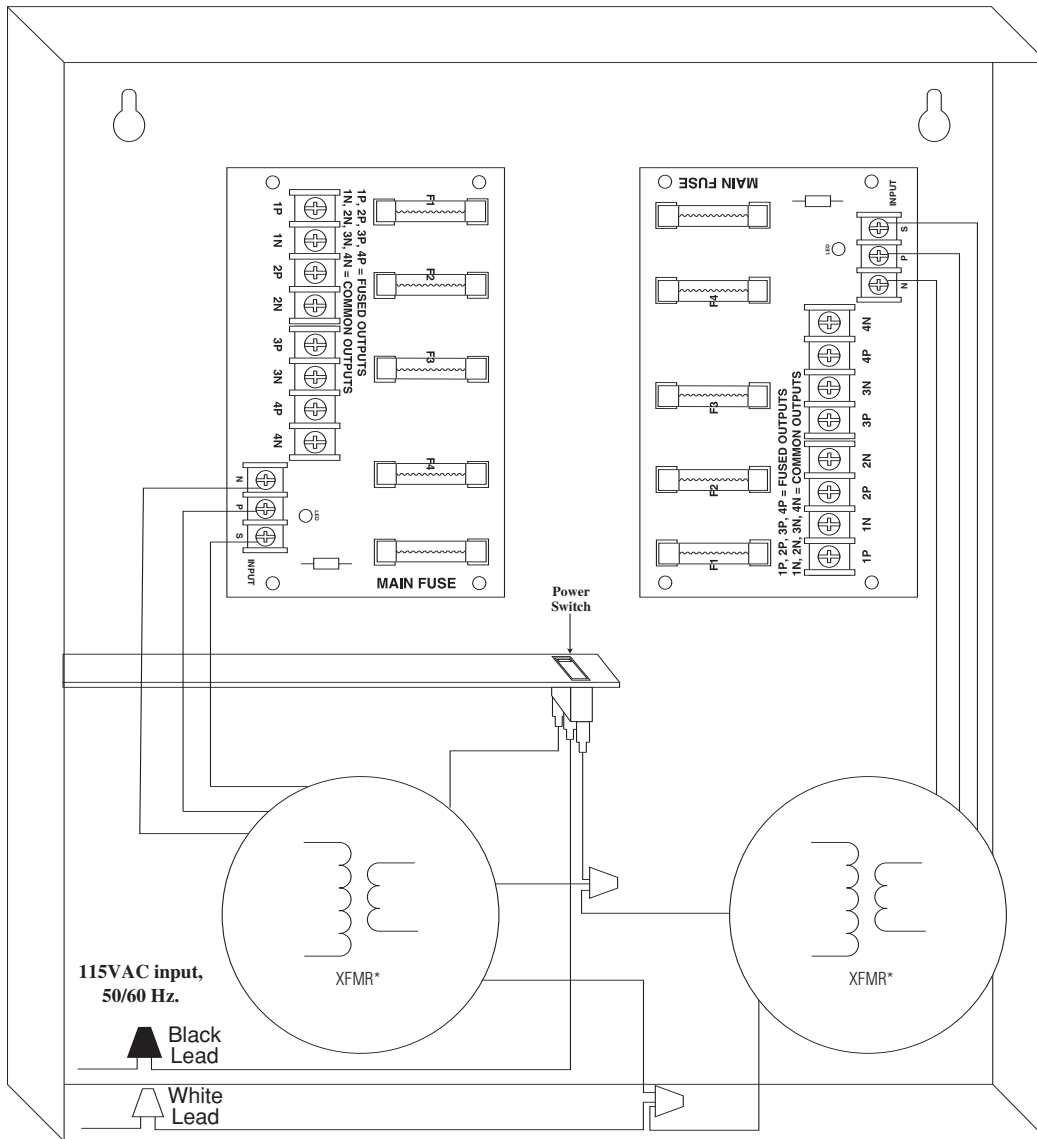 1P
1N
2P
2N
3P
3N
4P
4N
1P, 2P, 3P, 4P = FUSED OUTPUTS
1N, 2N, 3N, 4N = COMMON OUTPUTS
F1
F2
F3
F4
N
P
S
LED
INPUT
MAIN FUSE
MAIN FUSE
INPUT
S
P
N
LED
F4
F3
F2
F1
4N
4P
3N
3P
2N
2P
1N
1P
1P, 2P, 3P, 4P = FUSED OUTPUTS
1N, 2N, 3N, 4N = COMMON OUTPUTS
Power
Switch
XFMR*
XFMR*
115VAC input,
50/60 Hz.
Black
Lead
White
Lead